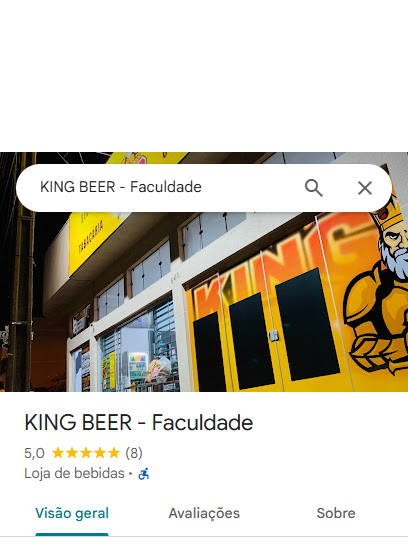 KING BEER - Faculdade
TABACARIA
KING
KING BEER - Faculdade
5,0 (8)
Loja de bebidas ·
Visão geral
Avaliações
Sobre